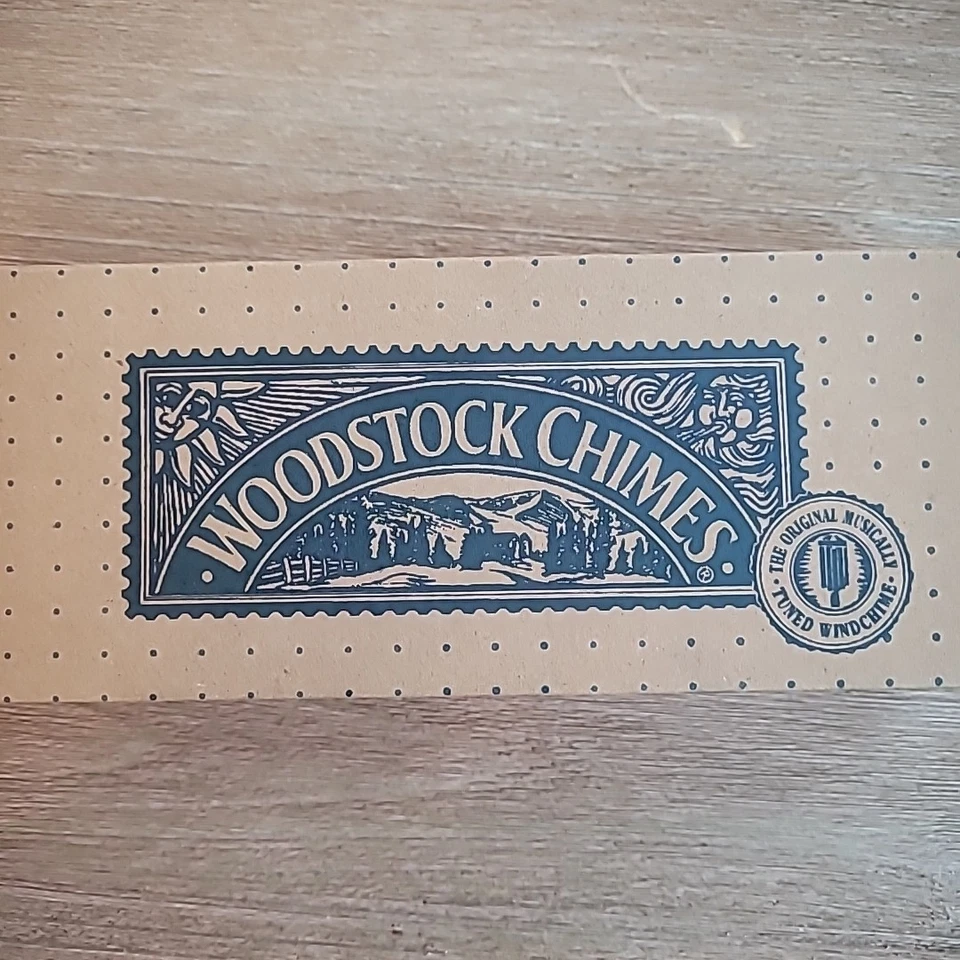 WOODSTOCK CHIMES
®
• THE ORIGINAL MUSICALLY •
TUNED WINDCHIME